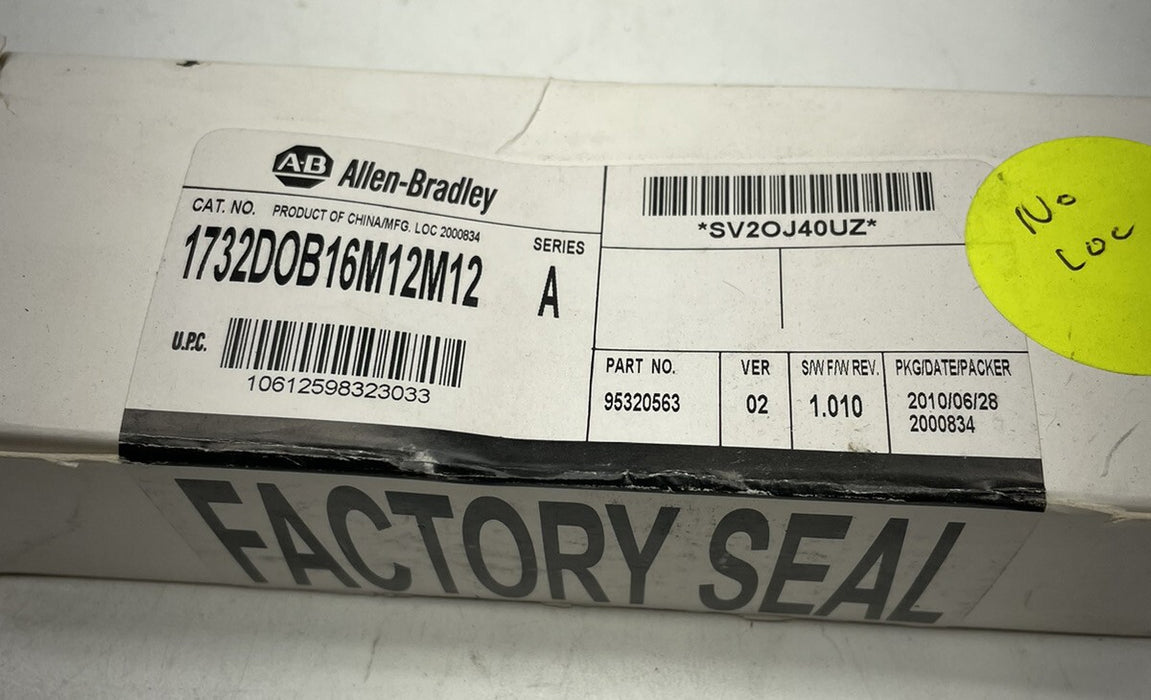 A-B Allen-Bradley
CAT. NO. PRODUCT OF CHINA/MFG. LOC 2000834
1732DOB16M12M12
SERIES
A
U.P.C.
10612598323033
*SV2OJ40UZ*
PART NO.
95320563
VER
02
S/W F/W REV.
1.010
PKG/DATE/PACKER
2010/06/28
2000834
No
Loc
FACTORY SEAL